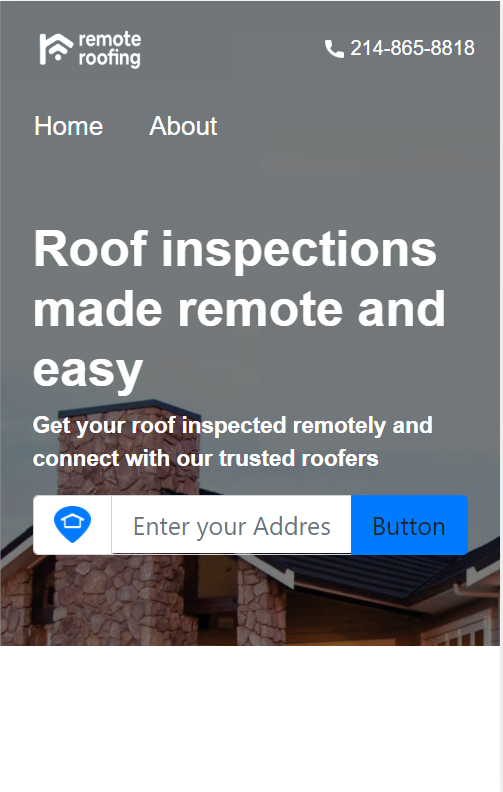 remote
roofing
214-865-8818
Home About
Roof inspections
made remote and
easy
Get your roof inspected remotely and
connect with our trusted roofers
Enter your Addres Button